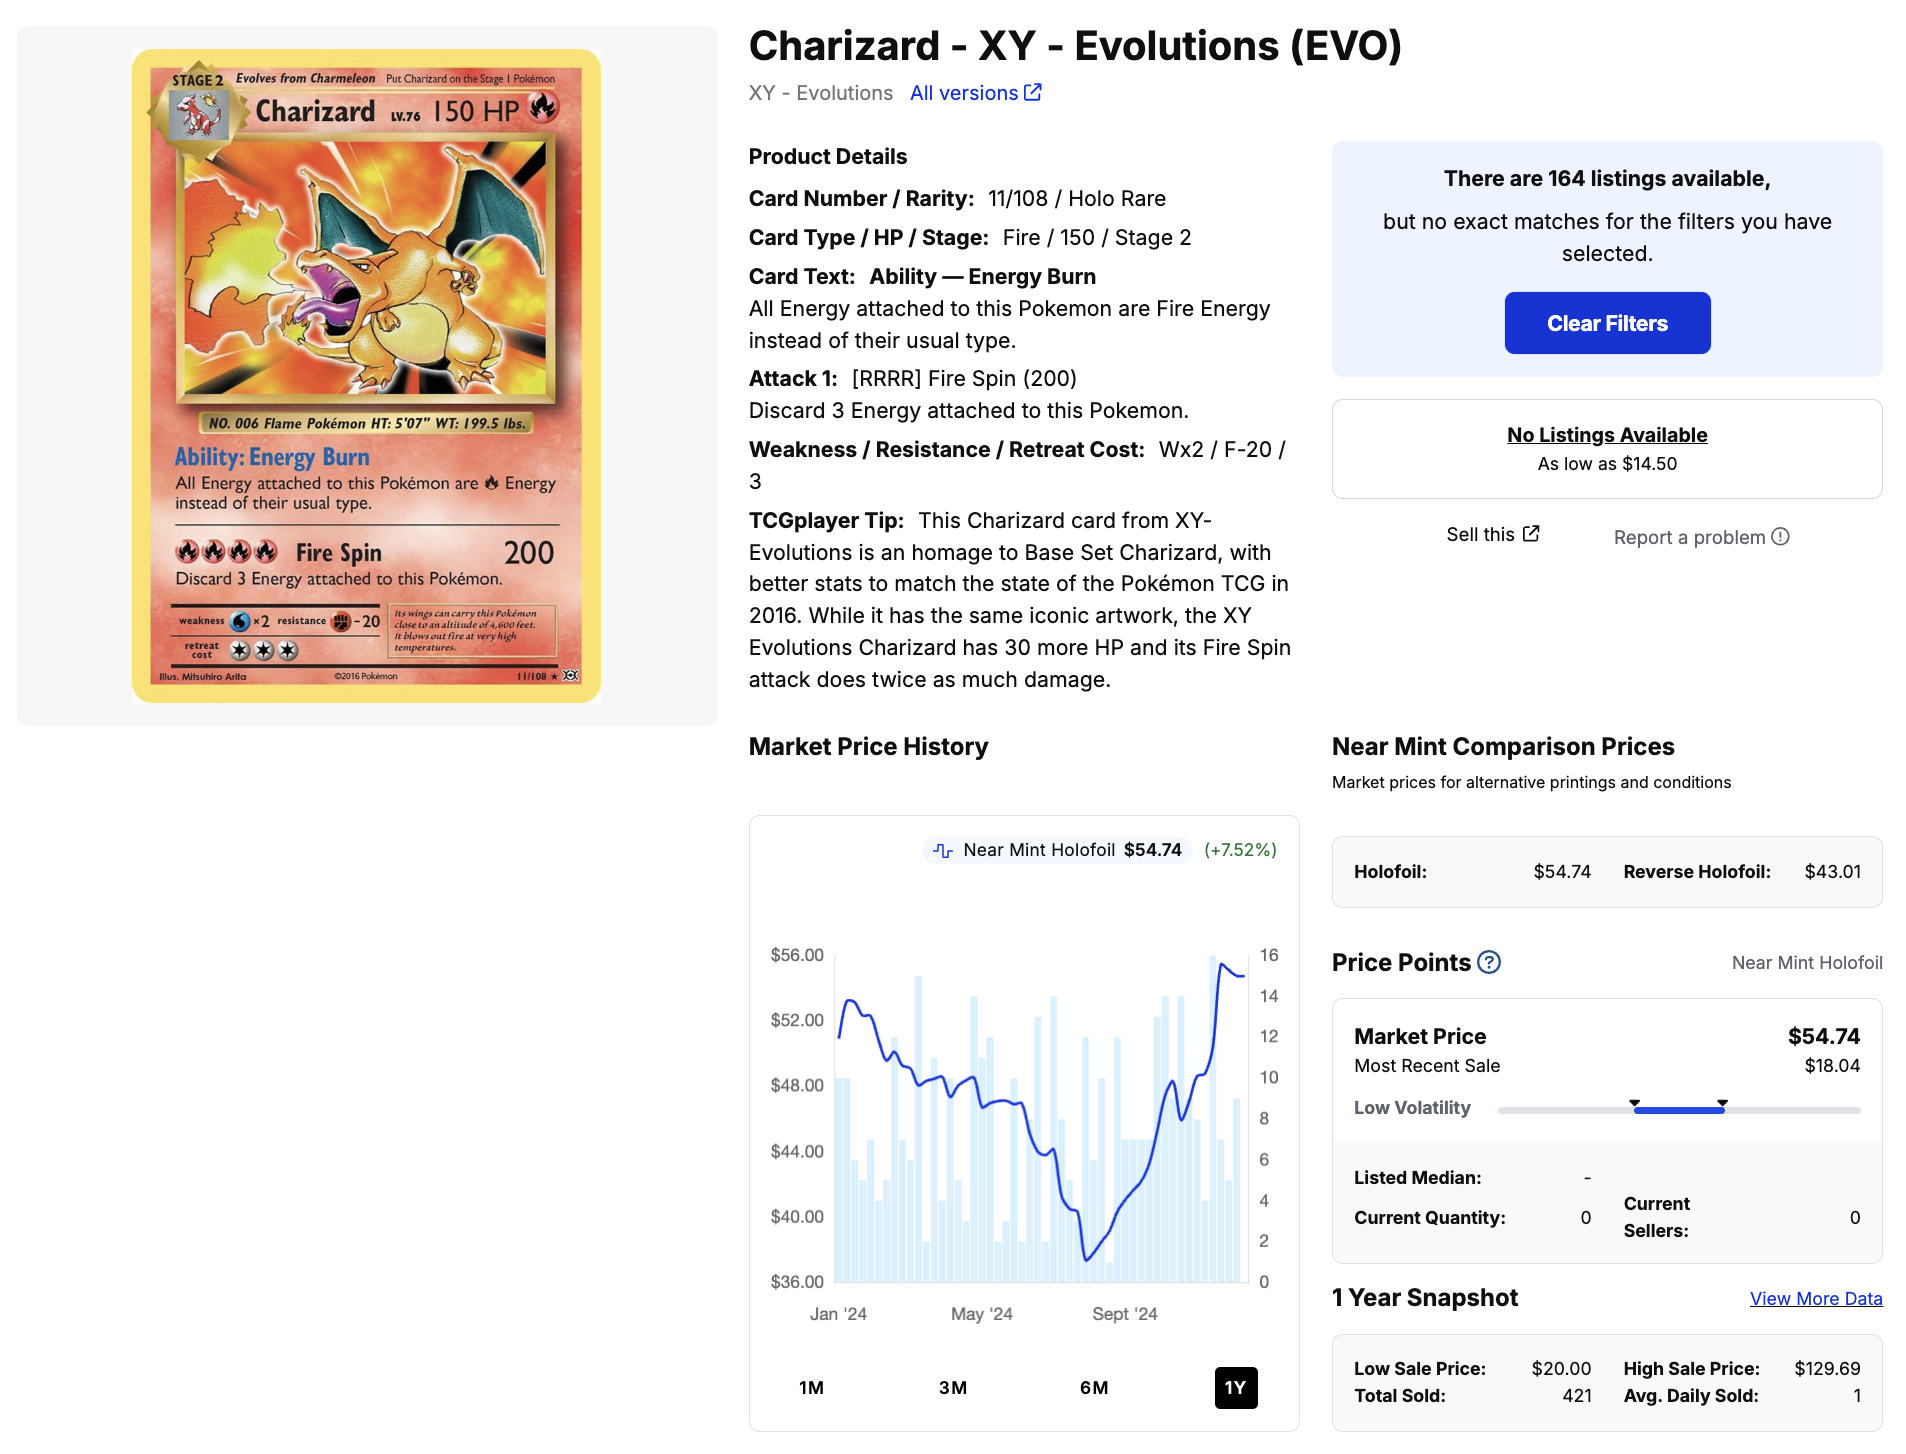 STAGE 2 Evolves from Charmeleon Put Charizard on the Stage 1 Pokémon
Charizard LV.76 150 HP
NO. 006 Flame Pokémon HT: 5'07" WT: 199.5 lbs.
Ability: Energy Burn
All Energy attached to this Pokémon are Energy
instead of their usual type.
Fire Spin 200
Discard 3 Energy attached to this Pokémon.
weakness ×2 resistance -20
retreat
cost
Its wings can carry this Pokémon
close to an altitude of 4,600 feet.
It blows out fire at very high
temperatures.
Illus. Mitsuhiro Arita ©2016 Pokémon 11/108 ★
Charizard - XY - Evolutions (EVO)
XY - Evolutions All versions
Product Details
Card Number / Rarity: 11/108 / Holo Rare
Card Type / HP / Stage: Fire / 150 / Stage 2
Card Text: Ability — Energy Burn
All Energy attached to this Pokemon are Fire Energy
instead of their usual type.
Attack 1: [RRRR] Fire Spin (200)
Discard 3 Energy attached to this Pokemon.
Weakness / Resistance / Retreat Cost: Wx2 / F-20 /
3
TCGplayer Tip: This Charizard card from XY-
Evolutions is an homage to Base Set Charizard, with
better stats to match the state of the Pokémon TCG in
2016. While it has the same iconic artwork, the XY
Evolutions Charizard has 30 more HP and its Fire Spin
attack does twice as much damage.
There are 164 listings available,
but no exact matches for the filters you have
selected.
Clear Filters
No Listings Available
As low as $14.50
Sell this Report a problem
Market Price History
Near Mint Holofoil $54.74 (+7.52%)
$56.00
$52.00
$48.00
$44.00
$40.00
$36.00
16
14
12
10
8
6
4
2
0
Jan '24 May '24 Sept '24
1M 3M 6M 1Y
Near Mint Comparison Prices
Market prices for alternative printings and conditions
Holofoil: $54.74 Reverse Holofoil: $43.01
Price Points ? Near Mint Holofoil
Market Price $54.74
Most Recent Sale $18.04
Low Volatility
Listed Median: -
Current Quantity: 0
Current
Sellers: 0
1 Year Snapshot View More Data
Low Sale Price: $20.00 High Sale Price: $129.69
Total Sold: 421 Avg. Daily Sold: 1